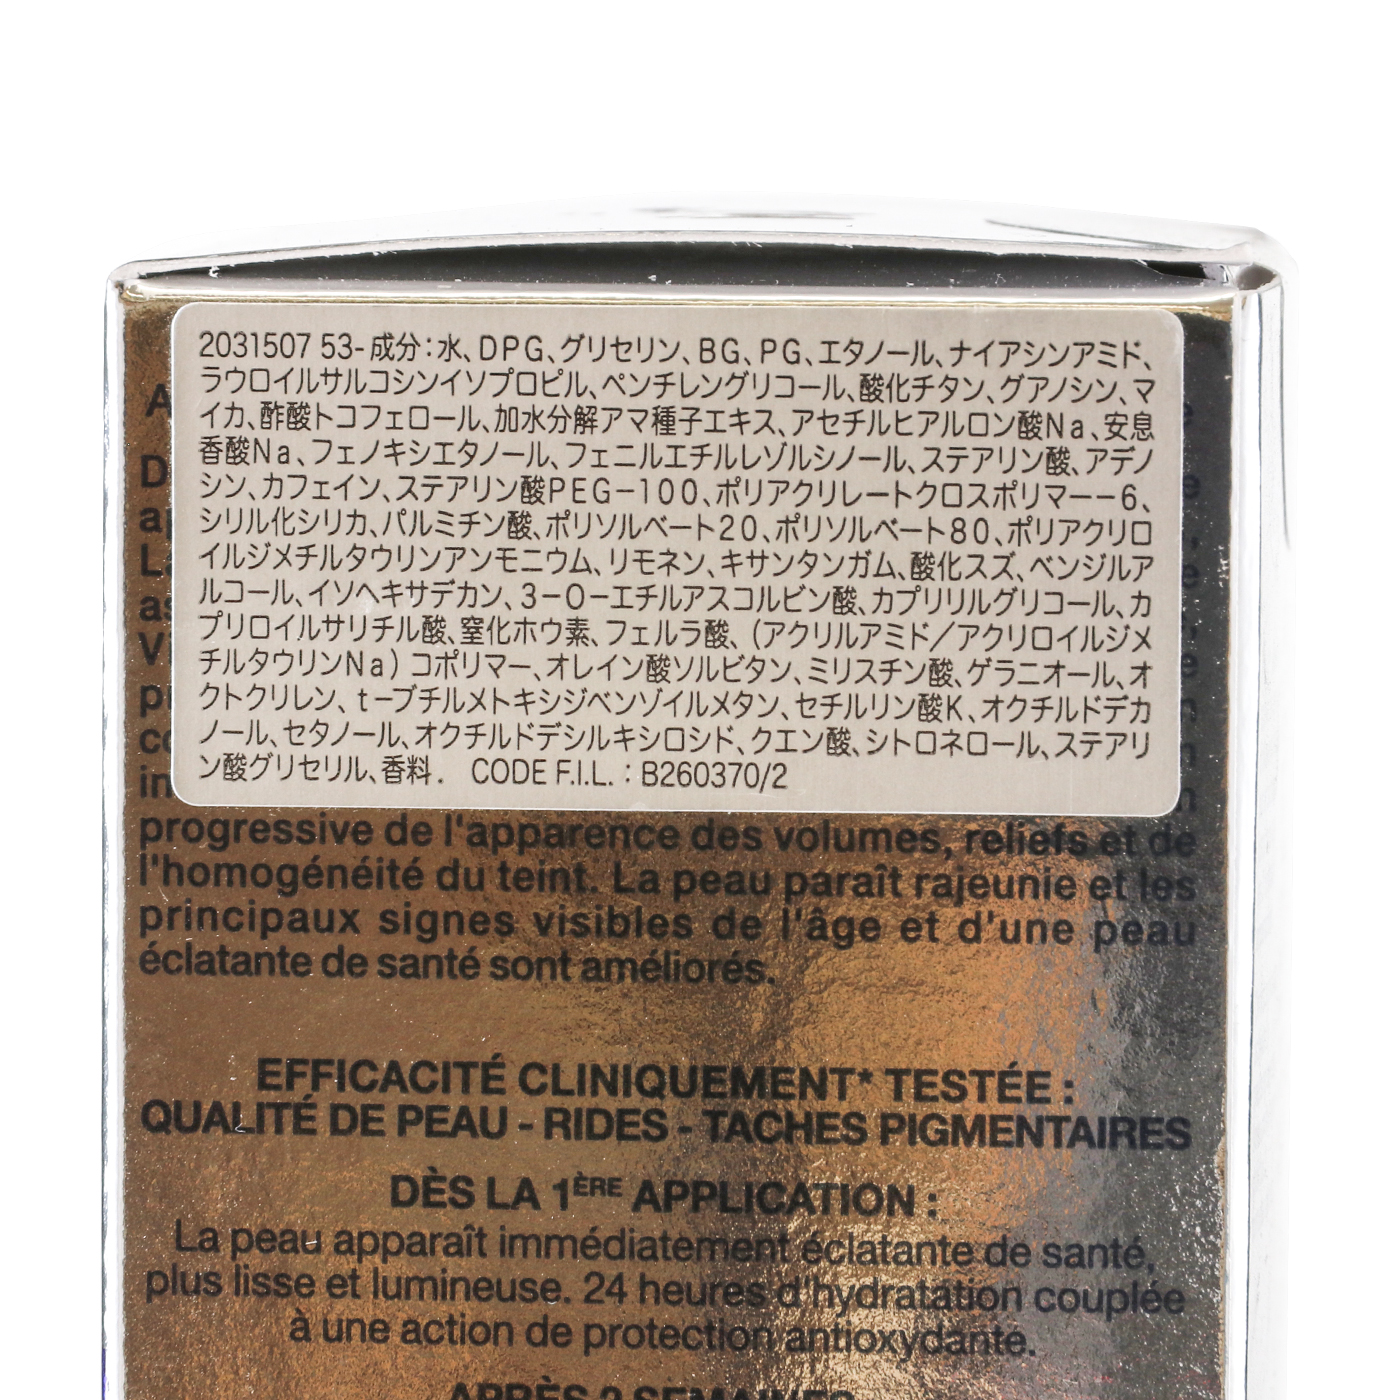 2031507 53- 成分：水、DPG、グリセリン、BG、PG、エタノール、ナイアシンアミド、
ラウロイルサルコシンイソプロピル、ペンチレングリコール、酸化チタン、グアノシン、マ
イカ、酢酸トコフェロール、加水分解アマ種子エキス、アセチルヒアルロン酸Na、安息
香酸Na、フェノキシエタノール、フェニルエチルレゾルシノール、ステアリン酸、アデノ
シン、カフェイン、ステアリン酸PEG－100、ポリアクリレートクロスポリマー－6、
シリル化シリカ、パルミチン酸、ポリソルベート20、ポリソルベート80、ポリアクリロ
イルジメチルタウリンアンモニウム、リモネン、キサンタンガム、酸化スズ、ベンジルア
ルコール、イソヘキサデカン、3－O－エチルアスコルビン酸、カプリリルグリコール、カ
プリロイルサリチル酸、窒化ホウ素、フェルラ酸、（アクリルアミド／アクリロイルジメ
チルタウリンNa）コポリマー、オレイン酸ソルビタン、ミリスチン酸、ゲラニオール、オ
クトクリレン、t－ブチルメトキシジベンゾイルメタン、セチルリン酸K、オクチルドデカ
ノール、セタノール、オクチルドデシルキシロシド、クエン酸、シトロネロール、ステアリ
ン酸グリセリル、香料． CODE F.I.L.：B260370/2
progressive de l'apparence des volumes, reliefs et de
l'homogénéité du teint. La peau paraît rajeunie et les
principaux signes visibles de l'âge et d'une peau
éclatante de santé sont améliorés.
EFFICACITÉ CLINIQUEMENT* TESTÉE :
QUALITÉ DE PEAU - RIDES - TACHES PIGMENTAIRES
DÈS LA 1ÈRE APPLICATION :
La peau apparaît immédiatement éclatante de santé,
plus lisse et lumineuse. 24 heures d'hydratation couplée
à une action de protection antioxydante.